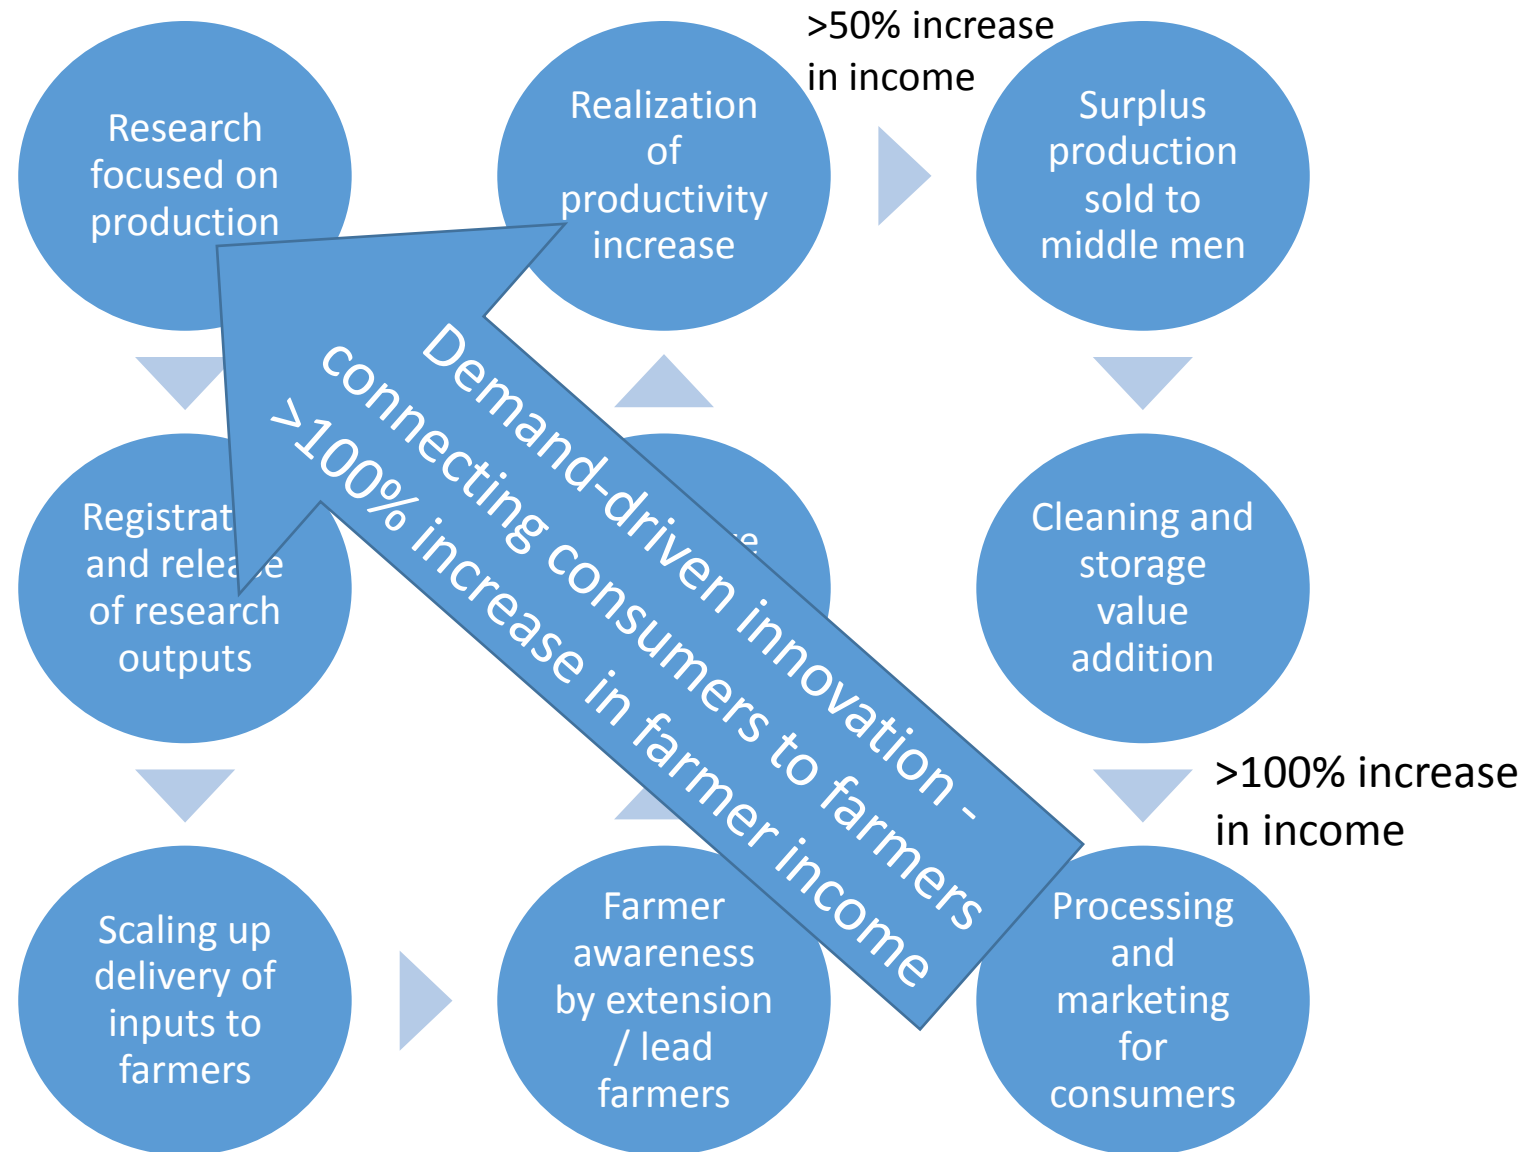 Research
focused on
production
Registrat
and release
of research
outputs
Scaling up
delivery of
inputs to
farmers
Farmer
awareness
by extension
/ lead
farmers
Realization
of
productivity
increase
>50% increase
in income
Surplus
production
sold to
middle men
Cleaning and
storage
value
addition
>100% increase
in income
Processing
and
marketing
for
consumers
Demand-driven innovation -
connecting consumers to farmers
>100% increase in farmer income